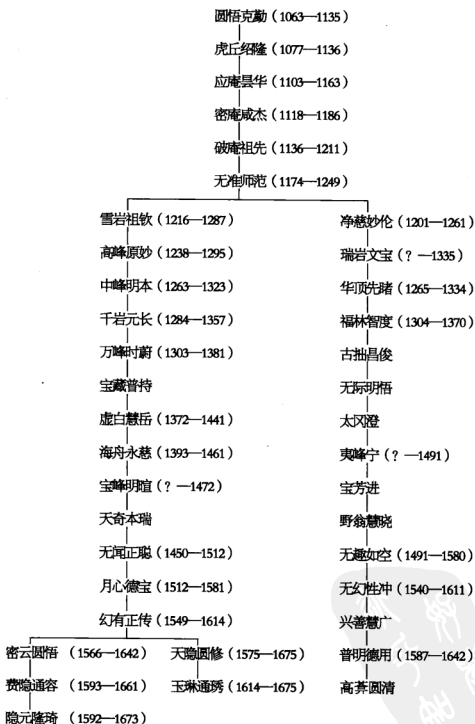 圆悟克勤（1063—1135）
虎丘绍隆（1077—1136）
应庵昙华（1103—1163）
密庵咸杰（1118—1186）
破庵祖先（1136—1211）
无准师范（1174—1249）
雪岩祖钦（1216—1287）
高峰原妙（1238—1295）
中峰明本（1263—1323）
千岩元长（1284—1357）
万峰时蔚（1303—1381）
宝藏普持
虚白慧岳（1372—1441）
海舟永慈（1393—1461）
宝峰明瑄（？—1472）
天奇本瑞
无闻正聪（1450—1512）
月心德宝（1512—1581）
幻有正传（1549—1614）
密云圆悟（1566—1642）
费隐通容（1593—1661）
隐元隆琦（1592—1673）
天隐圆修（1575—1675）
玉琳通琇（1614—1675）
净慈妙伦（1201—1261）
瑞岩文宝（？—1335）
华顶先睹（1265—1334）
福林智度（1304—1370）
古拙昌俊
无际明悟
太冈澄
夷峰宁（？—1491）
宝芳进
野翁慧晓
无趣如空（1491—1580）
无幻性冲（1540—1611）
兴善慧广
普明德用（1587—1642）
高莽圆清